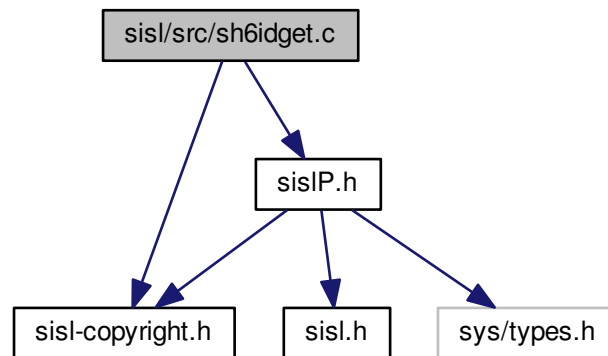 sisl/src/sh6idget.c
sislP.h
sisl-copyright.h
sisl.h
sys/types.h